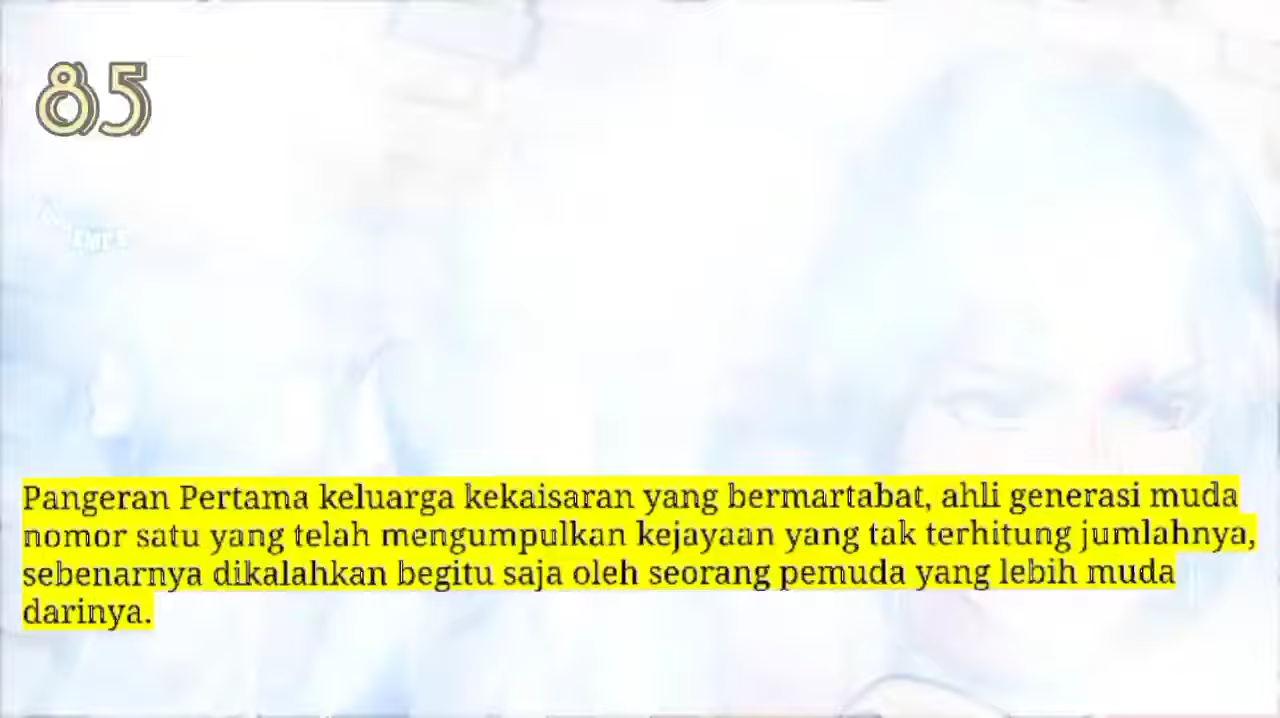 85
Pangeran Pertama keluarga kekaisaran yang bermartabat, ahli generasi muda
nomor satu yang telah mengumpulkan kejayaan yang tak terhitung jumlahnya,
sebenarnya dikalahkan begitu saja oleh seorang pemuda yang lebih muda
darinya.